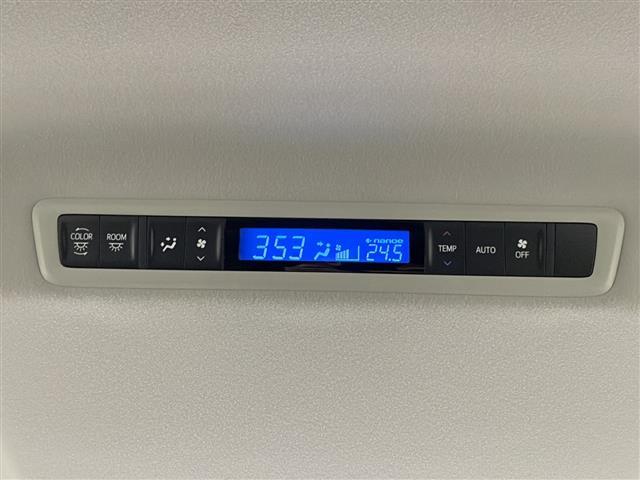 COLOR
ROOM
353
nanoe
24.5
TEMP
AUTO
OFF